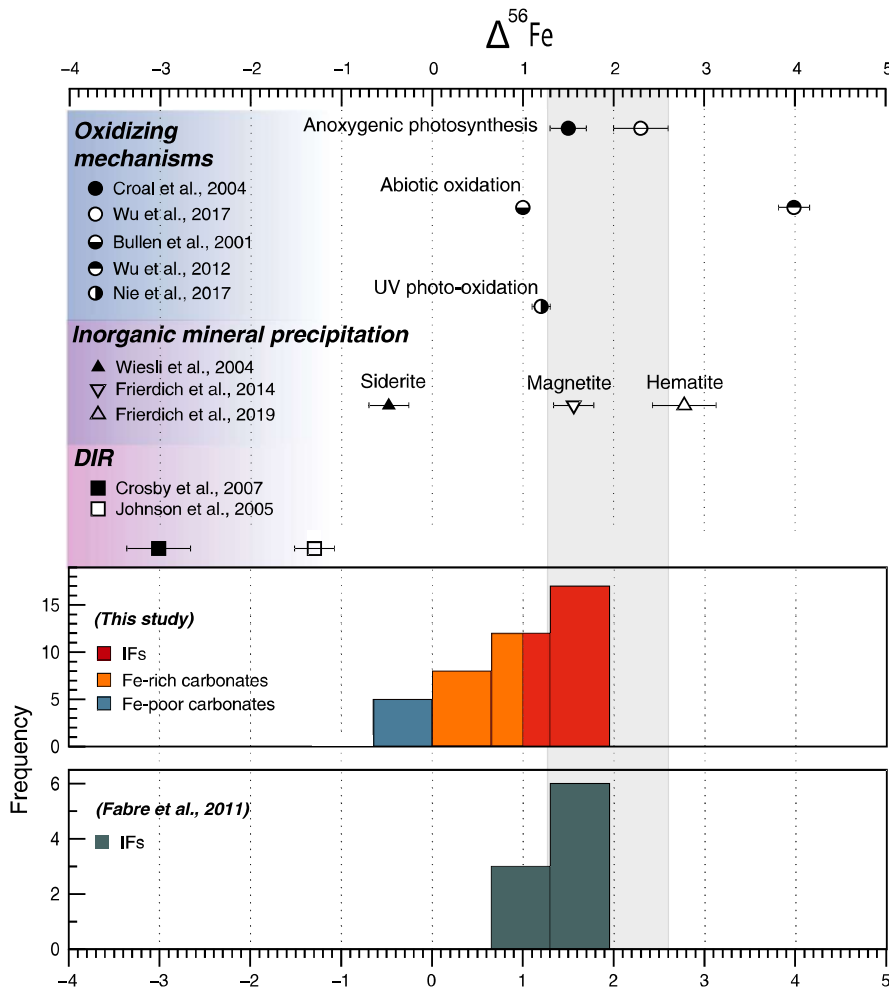 Δ⁵⁶Fe
−4 −3 −2 −1 0 1 2 3 4 5
Oxidizing
mechanisms
Croal et al., 2004
Wu et al., 2017
Bullen et al., 2001
Wu et al., 2012
Nie et al., 2017
Anoxygenic photosynthesis
Abiotic oxidation
UV photo-oxidation
Inorganic mineral precipitation
Wiesli et al., 2004
Frierdich et al., 2014
Frierdich et al., 2019
Siderite
Magnetite
Hematite
DIR
Crosby et al., 2007
Johnson et al., 2005
Frequency
15
10
5
0
(This study)
IFs
Fe-rich carbonates
Fe-poor carbonates
6
4
2
0
(Fabre et al., 2011)
IFs
−4 −3 −2 −1 0 1 2 3 4 5